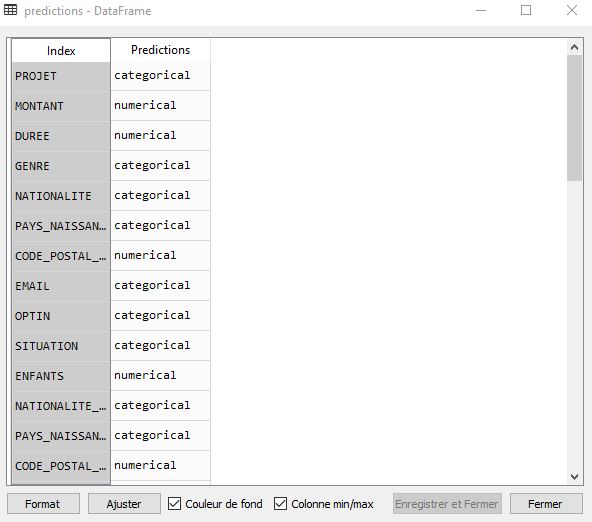 predictions - DataFrame
Index Predictions
PROJET categorical
MONTANT numerical
DUREE numerical
GENRE categorical
NATIONALITE categorical
PAYS_NAISSAN... categorical
CODE_POSTAL_... numerical
EMAIL categorical
OPTIN categorical
SITUATION categorical
ENFANTS numerical
NATIONALITE_... categorical
PAYS_NAISSAN... categorical
CODE_POSTAL_... numerical
Format Ajuster Couleur de fond Colonne min/max Enregistrer et Fermer Fermer